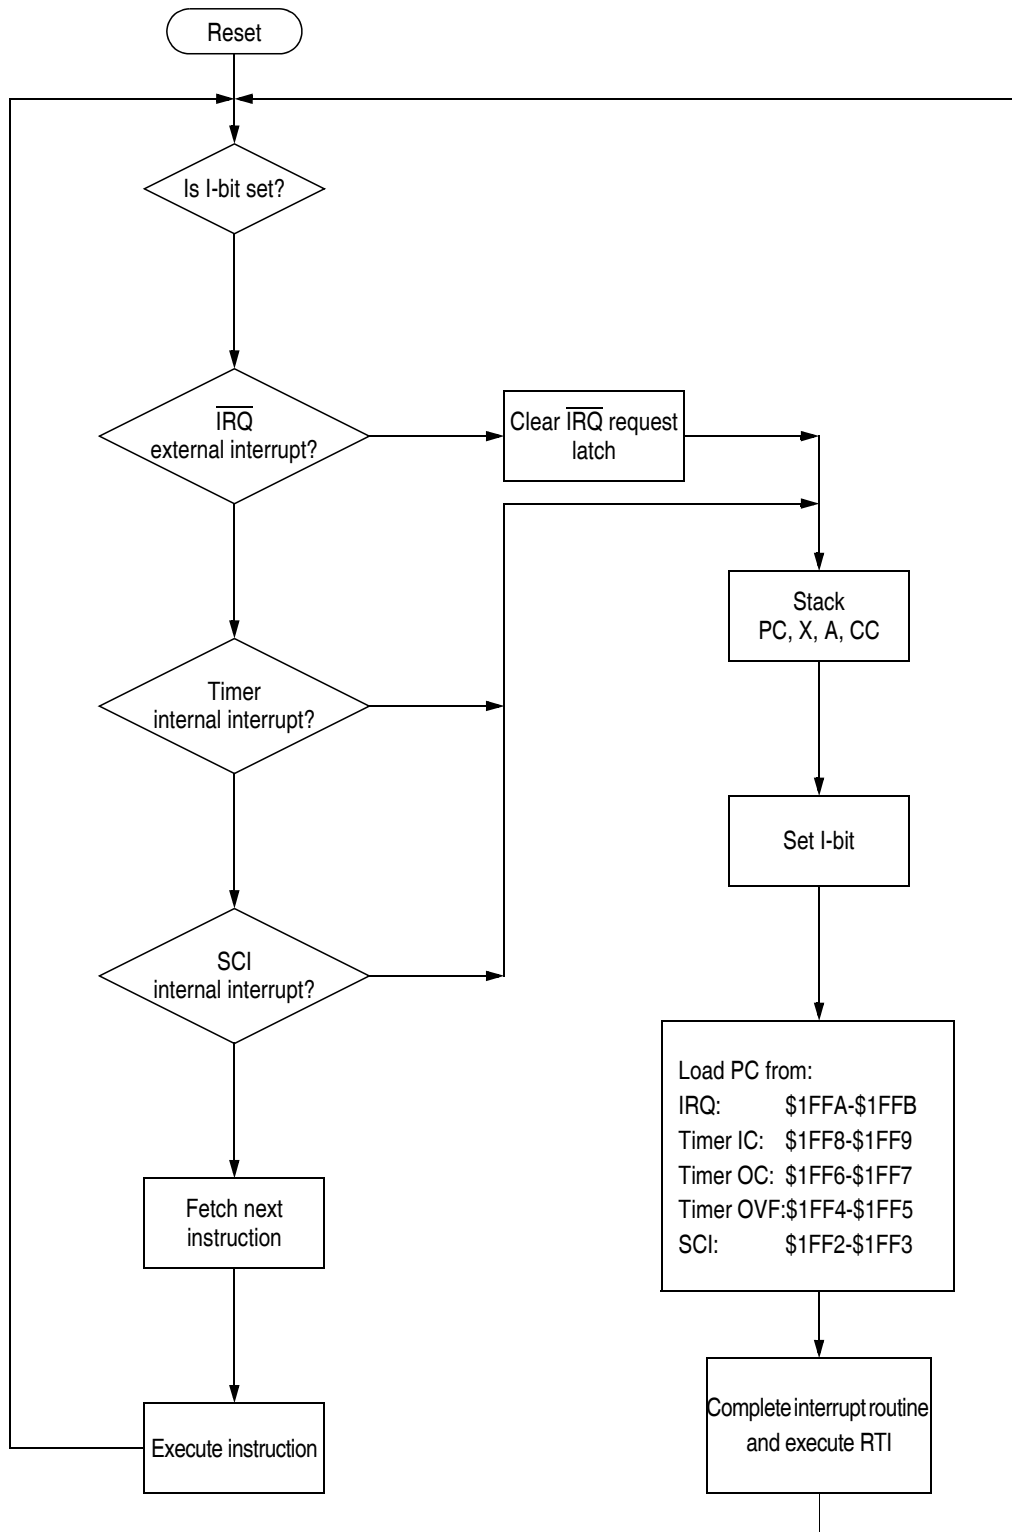 Reset
Is I-bit set?
IRQ
external interrupt?
Clear IRQ request
latch
Stack
PC, X, A, CC
Timer
internal interrupt?
Set I-bit
SCI
internal interrupt?
Load PC from:
IRQ: $1FFA-$1FFB
Timer IC: $1FF8-$1FF9
Timer OC: $1FF6-$1FF7
Timer OVF:$1FF4-$1FF5
SCI: $1FF2-$1FF3
Fetch next
instruction
Complete interrupt routine
and execute RTI
Execute instruction